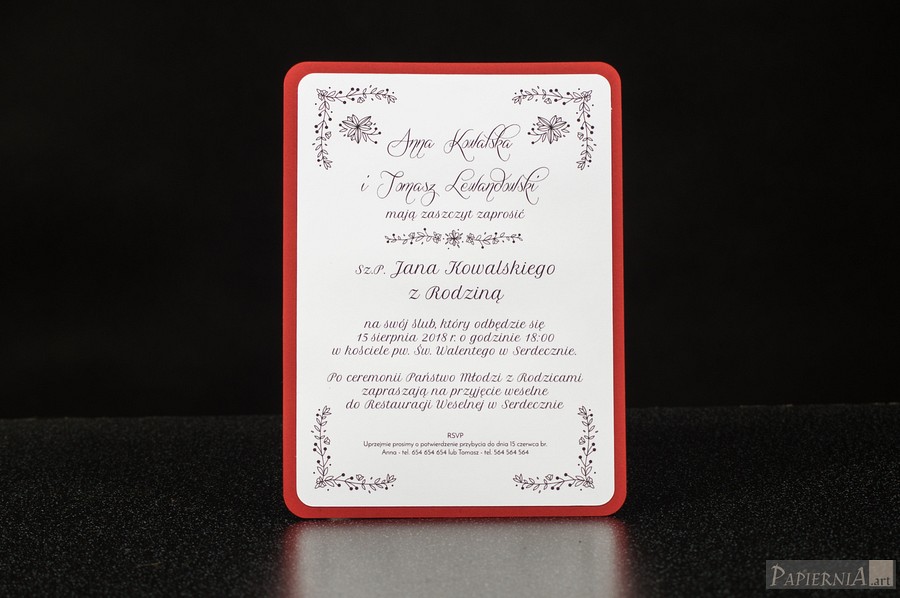 Anna Kowalska
i Tomasz Lewandowski
mają zaszczyt zaprosić
Sz.P. Jana Kowalskiego
z Rodziną
na swój ślub, który odbędzie się
15 sierpnia 2018 r. o godzinie 18:00
w kościele pw. Św. Walentego w Serdecznie.
Po ceremonii Państwo Młodzi z Rodzicami
zapraszają na przyjęcie weselne
do Restauracji Weselnej w Serdecznie
RSVP
Uprzejmie prosimy o potwierdzenie przybycia do dnia 15 czerwca br.
Anna - tel. 654 654 654 lub Tomasz - tel. 564 564 564
PAPIERNIA.art